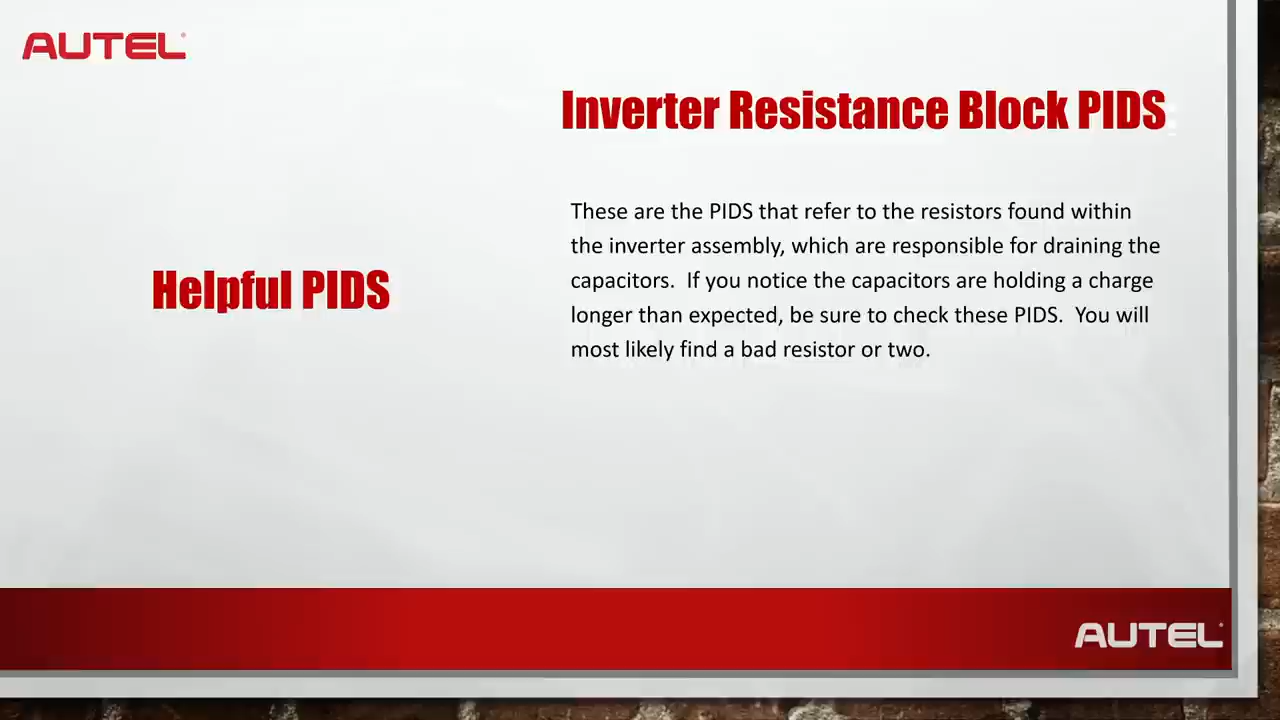 AUTEL
Inverter Resistance Block PIDS
Helpful PIDS
These are the PIDS that refer to the resistors found within
the inverter assembly, which are responsible for draining the
capacitors.  If you notice the capacitors are holding a charge
longer than expected, be sure to check these PIDS.  You will
most likely find a bad resistor or two.
AUTEL